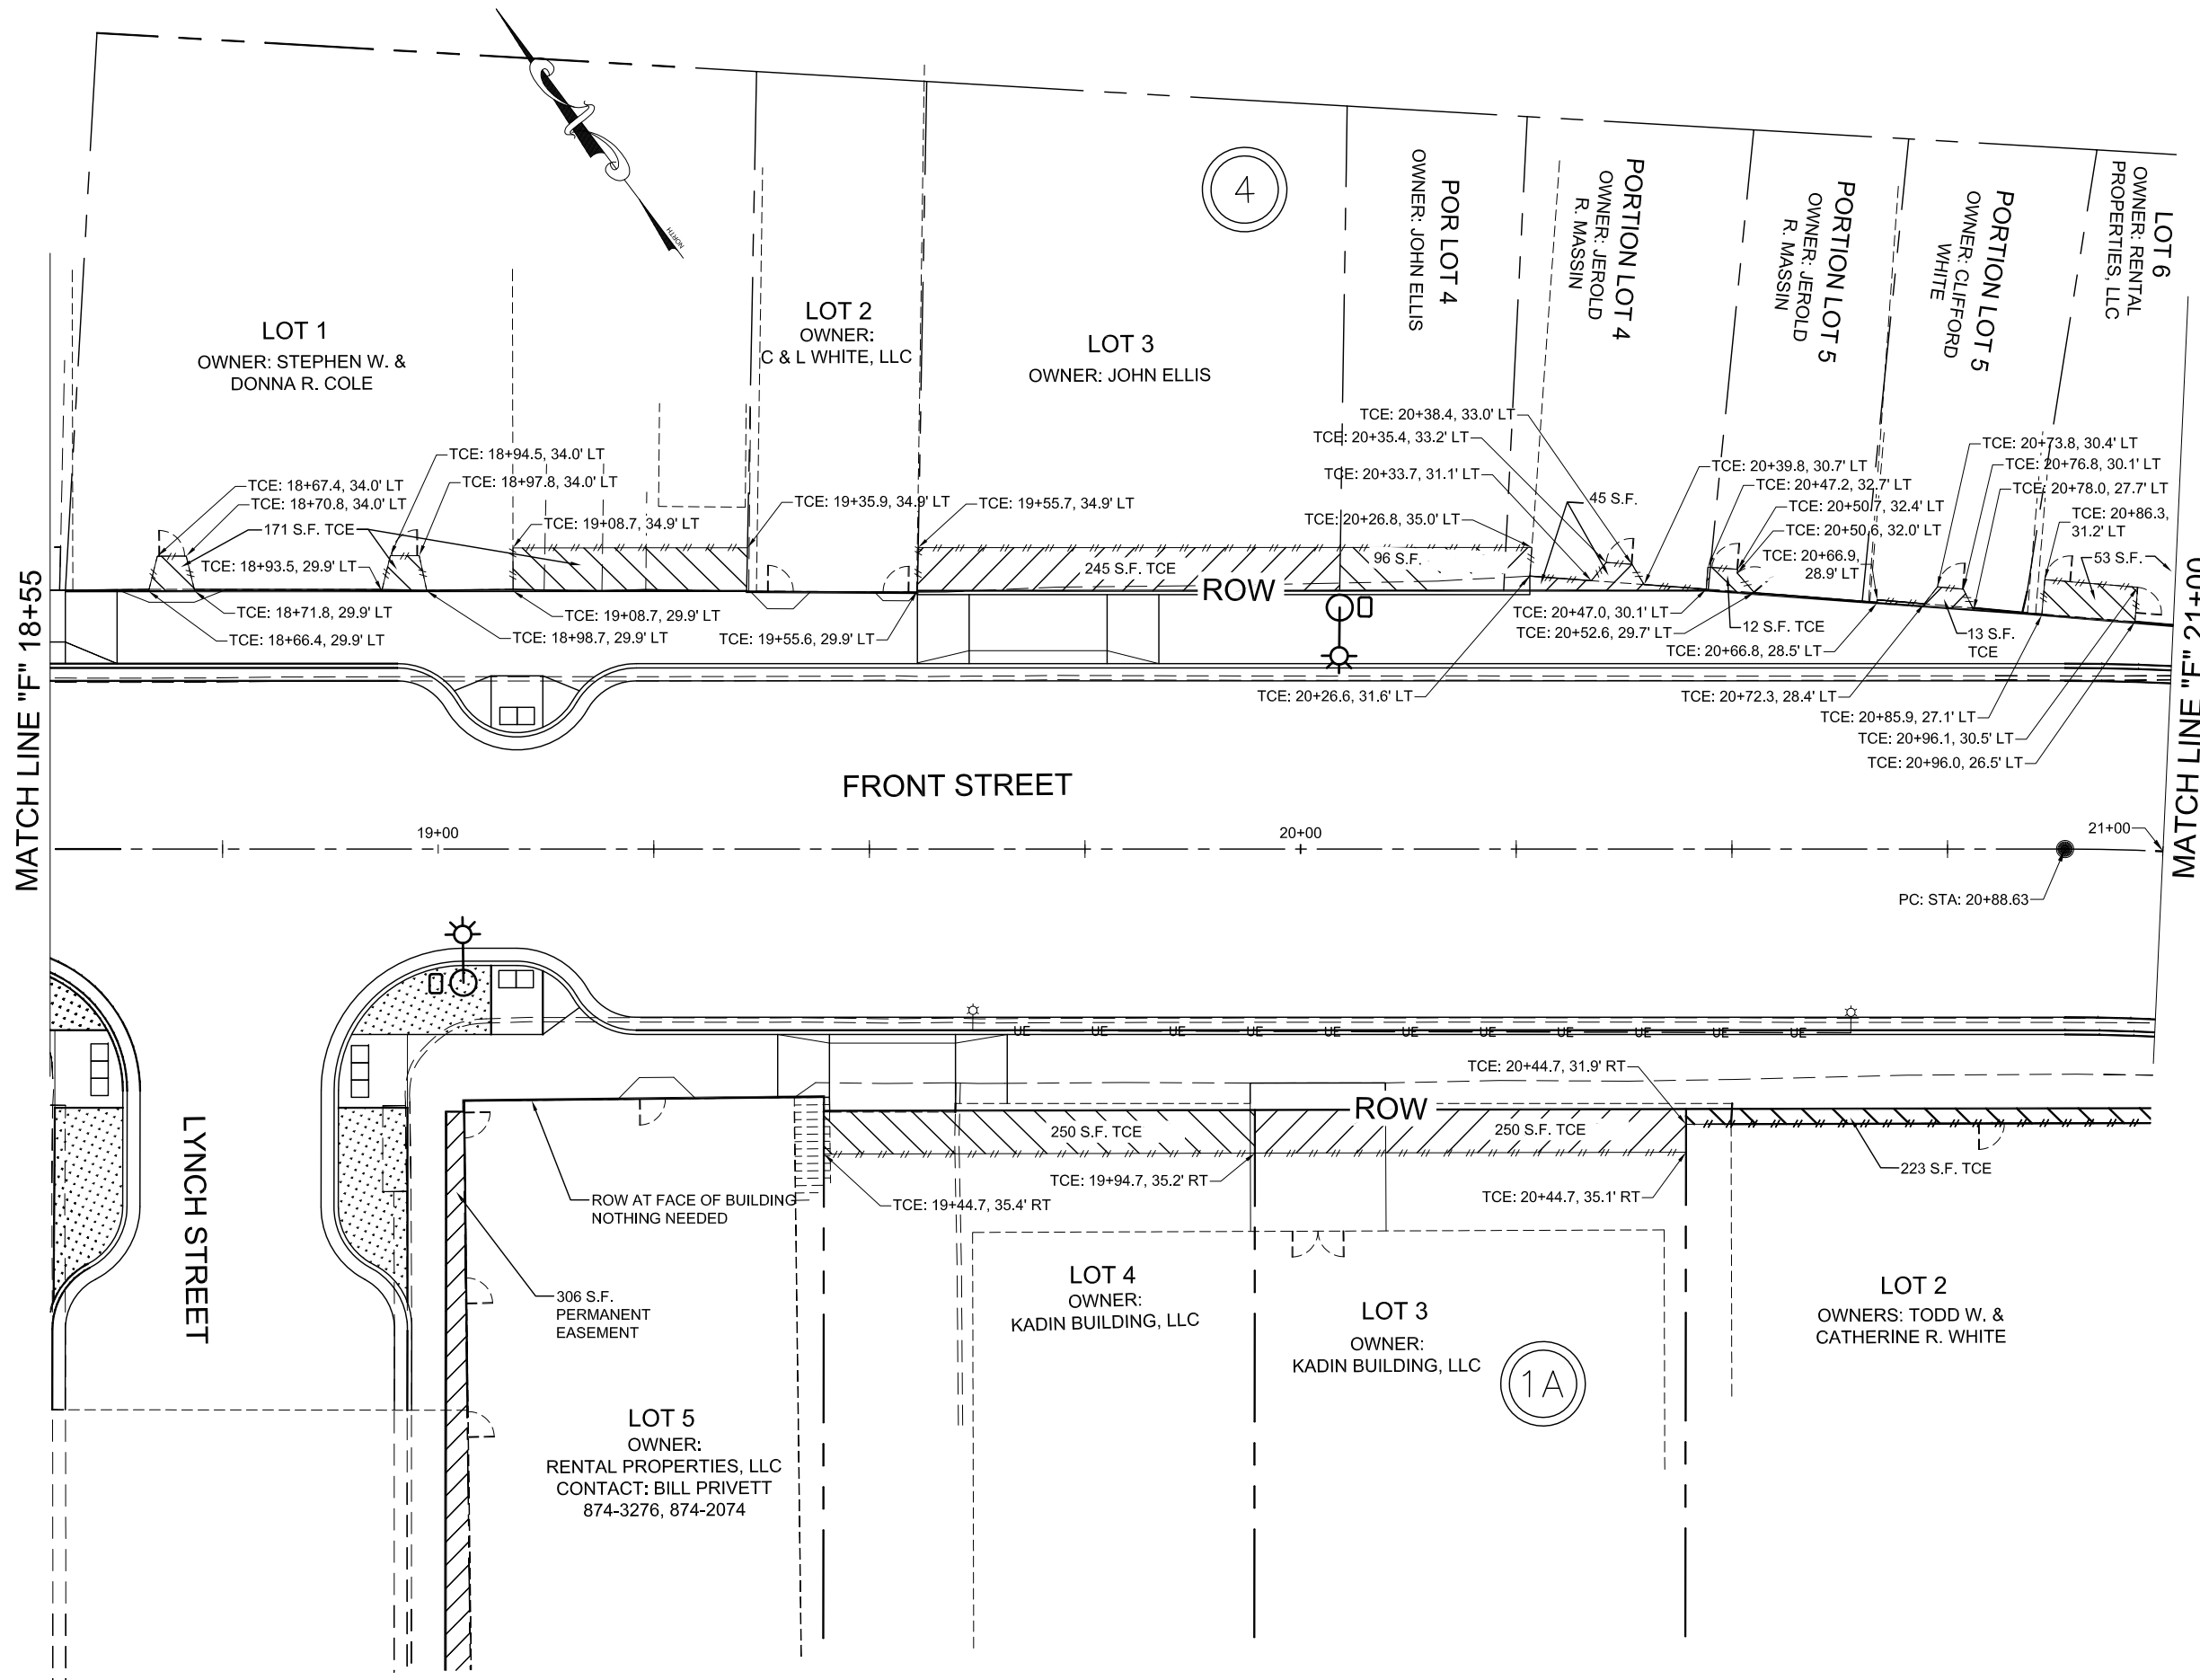 NORTH
4
LOT 1
OWNER: STEPHEN W. &
DONNA R. COLE
LOT 2
OWNER:
C & L WHITE, LLC
LOT 3
OWNER: JOHN ELLIS
POR LOT 4
OWNER: JOHN ELLIS
PORTION LOT 4
OWNER: JEROLD
R. MASSIN
PORTION LOT 5
OWNER: JEROLD
R. MASSIN
PORTION LOT 5
OWNER: CLIFFORD
WHITE
LOT 6
OWNER: RENTAL
PROPERTIES, LLC
TCE: 18+67.4, 34.0' LT
TCE: 18+70.8, 34.0' LT
171 S.F. TCE
TCE: 18+93.5, 29.9' LT
TCE: 18+71.8, 29.9' LT
TCE: 18+66.4, 29.9' LT
TCE: 18+94.5, 34.0' LT
TCE: 18+97.8, 34.0' LT
TCE: 19+08.7, 34.9' LT
TCE: 19+08.7, 29.9' LT
TCE: 18+98.7, 29.9' LT
TCE: 19+35.9, 34.9' LT
TCE: 19+55.6, 29.9' LT
TCE: 19+55.7, 34.9' LT
245 S.F. TCE
ROW
96 S.F.
TCE: 20+38.4, 33.0' LT
TCE: 20+35.4, 33.2' LT
TCE: 20+33.7, 31.1' LT
TCE: 20+26.8, 35.0' LT
45 S.F.
TCE: 20+39.8, 30.7' LT
TCE: 20+47.2, 32.7' LT
TCE: 20+50.7, 32.4' LT
TCE: 20+50.6, 32.0' LT
TCE: 20+66.9,
28.9' LT
TCE: 20+73.8, 30.4' LT
TCE: 20+76.8, 30.1' LT
TCE: 20+78.0, 27.7' LT
TCE: 20+86.3,
31.2' LT
53 S.F.
TCE: 20+47.0, 30.1' LT
TCE: 20+52.6, 29.7' LT
12 S.F. TCE
TCE: 20+66.8, 28.5' LT
13 S.F.
TCE
TCE: 20+26.6, 31.6' LT
TCE: 20+72.3, 28.4' LT
TCE: 20+85.9, 27.1' LT
TCE: 20+96.1, 30.5' LT
TCE: 20+96.0, 26.5' LT
MATCH LINE "F" 18+55
MATCH LINE "F" 21+00
FRONT STREET
19+00
20+00
21+00
PC: STA: 20+88.63
UE UE UE UE UE UE UE UE UE UE UE
LYNCH STREET
TCE: 20+44.7, 31.9' RT
ROW
250 S.F. TCE
250 S.F. TCE
TCE: 19+94.7, 35.2' RT
TCE: 19+44.7, 35.4' RT
TCE: 20+44.7, 35.1' RT
223 S.F. TCE
ROW AT FACE OF BUILDING
NOTHING NEEDED
306 S.F.
PERMANENT
EASEMENT
LOT 4
OWNER:
KADIN BUILDING, LLC
LOT 3
OWNER:
KADIN BUILDING, LLC
1A
LOT 2
OWNERS: TODD W. &
CATHERINE R. WHITE
LOT 5
OWNER:
RENTAL PROPERTIES, LLC
CONTACT: BILL PRIVETT
874-3276, 874-2074